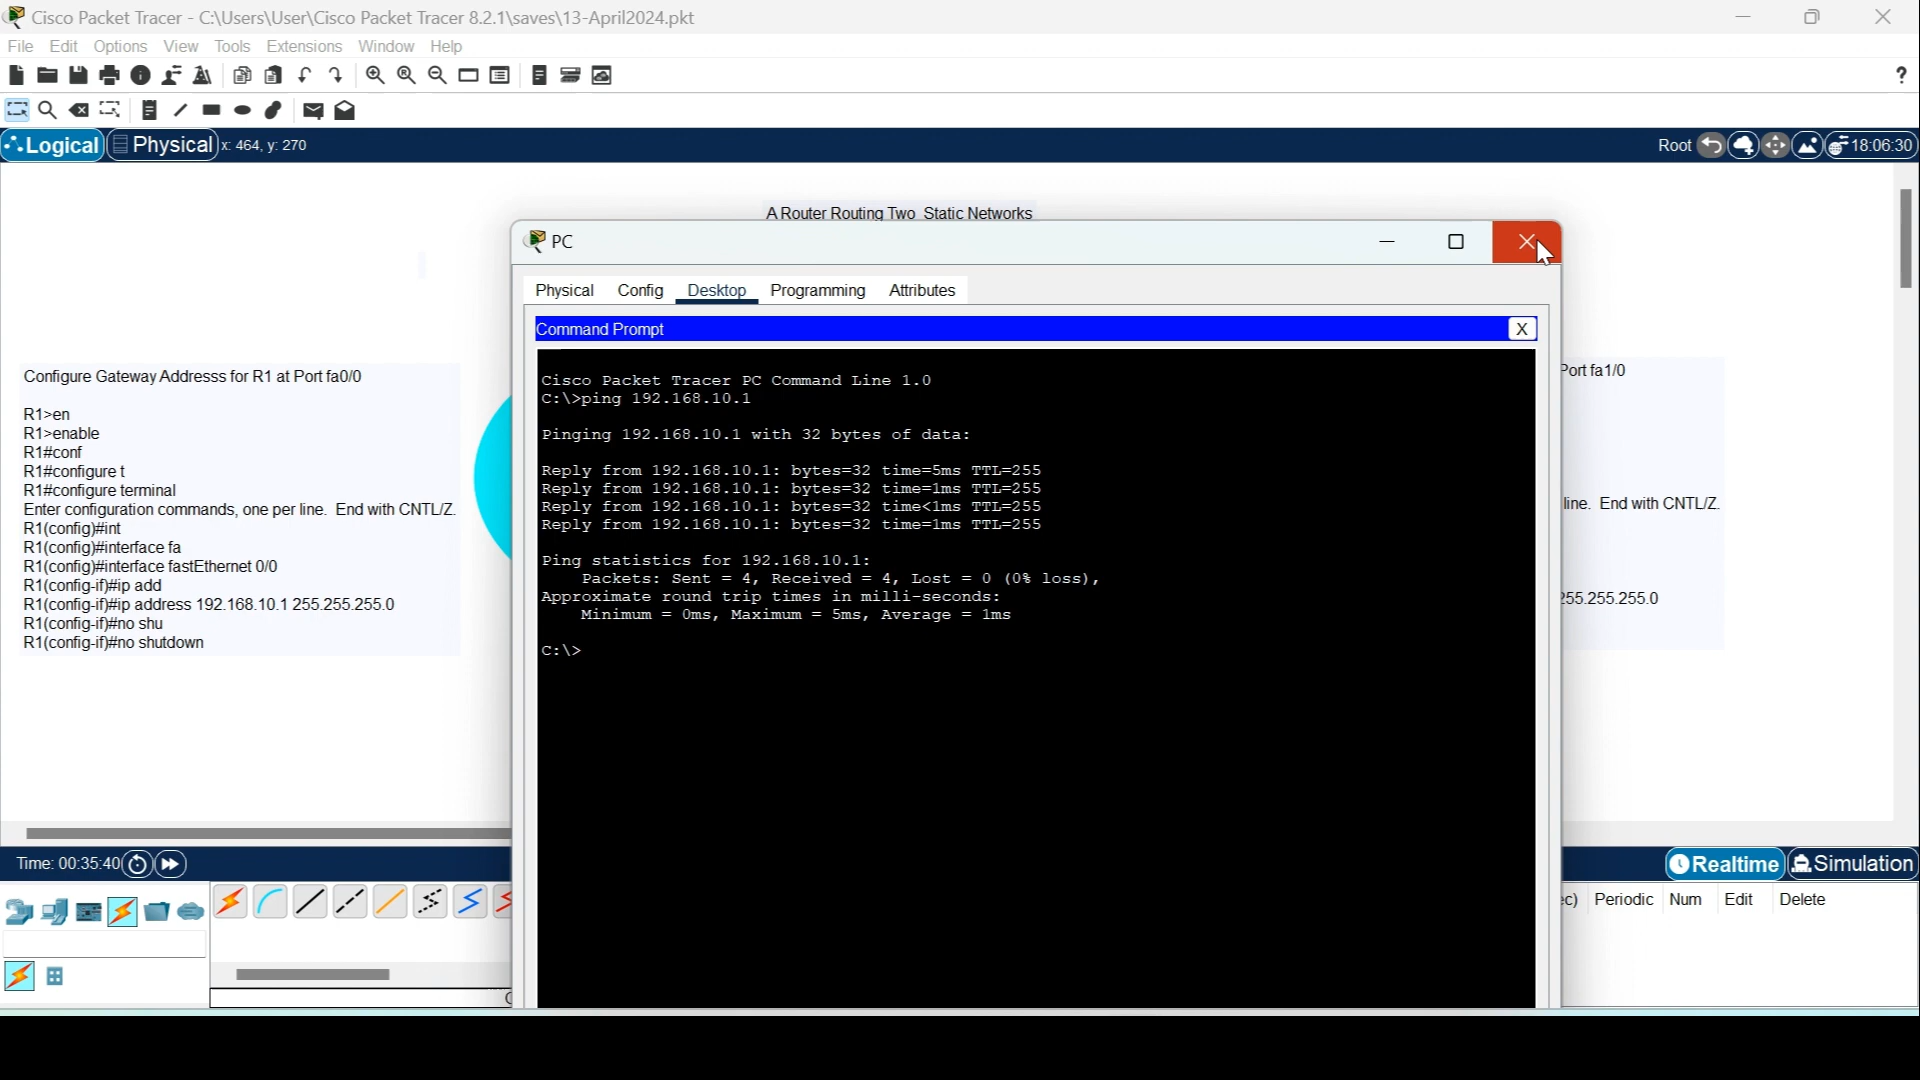 Cisco Packet Tracer - C:\Users\User\Cisco Packet Tracer 8.2.1\saves\13-April2024.pkt
File Edit Options View Tools Extensions Window Help
?
Logical Physical x: 464, y: 270 Root 18:06:30
A Router Routing Two Static Networks
PC
Physical Config Desktop Programming Attributes
Command Prompt X
Cisco Packet Tracer PC Command Line 1.0
C:\>ping 192.168.10.1
Pinging 192.168.10.1 with 32 bytes of data:
Reply from 192.168.10.1: bytes=32 time=5ms TTL=255
Reply from 192.168.10.1: bytes=32 time=1ms TTL=255
Reply from 192.168.10.1: bytes=32 time<1ms TTL=255
Reply from 192.168.10.1: bytes=32 time=1ms TTL=255
Ping statistics for 192.168.10.1:
Packets: Sent = 4, Received = 4, Lost = 0 (0% loss),
Approximate round trip times in milli-seconds:
Minimum = 0ms, Maximum = 5ms, Average = 1ms
C:\>
Configure Gateway Addresss for R1 at Port fa0/0
R1>en
R1>enable
R1#conf
R1#configure t
R1#configure terminal
Enter configuration commands, one per line. End with CNTL/Z.
R1(config)#int
R1(config)#interface fa
R1(config)#interface fastEthernet 0/0
R1(config-if)#ip add
R1(config-if)#ip address 192.168.10.1 255.255.255.0
R1(config-if)#no shu
R1(config-if)#no shutdown
Port fa1/0
line. End with CNTL/Z.
255.255.255.0
Time: 00:35:40 Realtime Simulation
Periodic Num Edit Delete